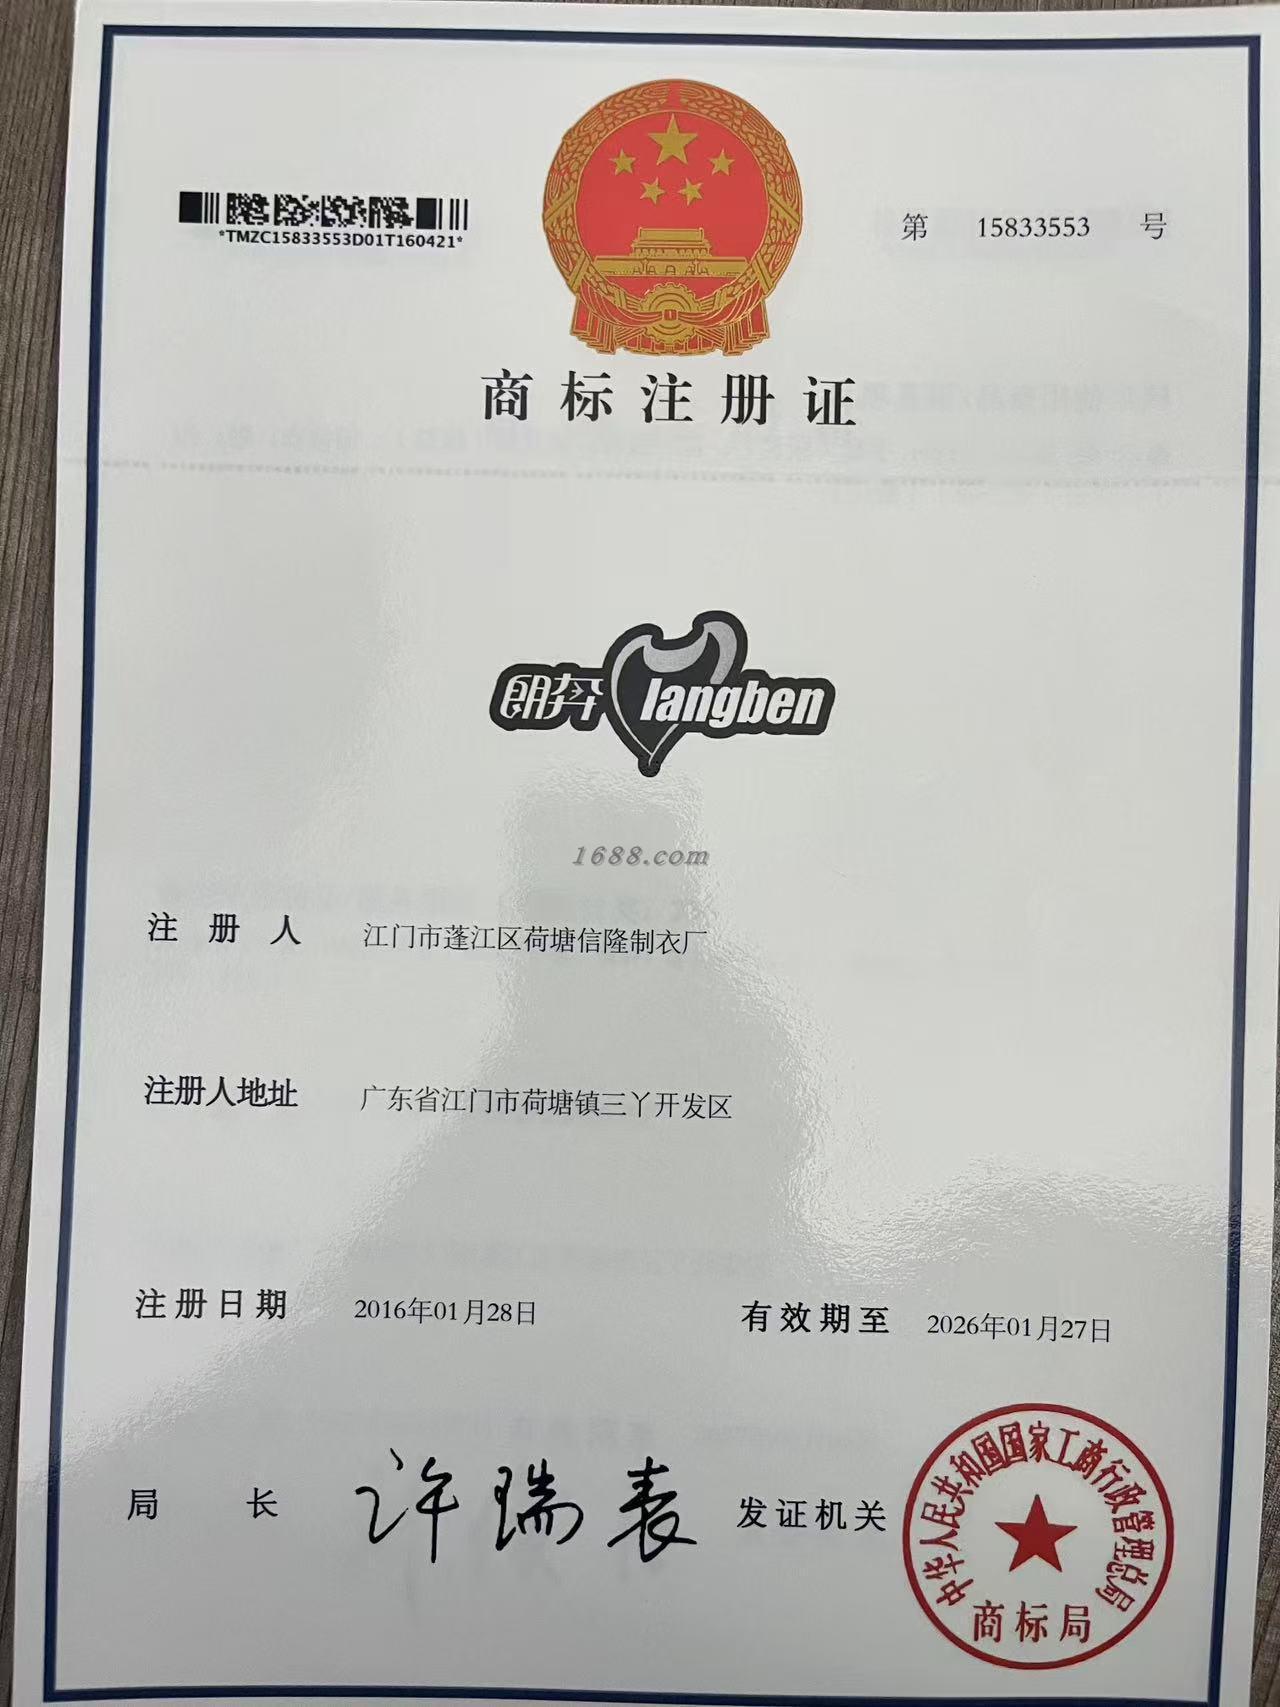 *TMZC15833553D01T160421*
第 15833553 号
商标注册证
朗奔 langben
1688.com
注册人 江门市蓬江区荷塘信隆制衣厂
注册人地址 广东省江门市荷塘镇三丫开发区
注册日期 2016年01月28日 有效期至 2026年01月27日
局长 许瑞表 发证机关
中华人民共和国国家工商行政管理总局
商标局